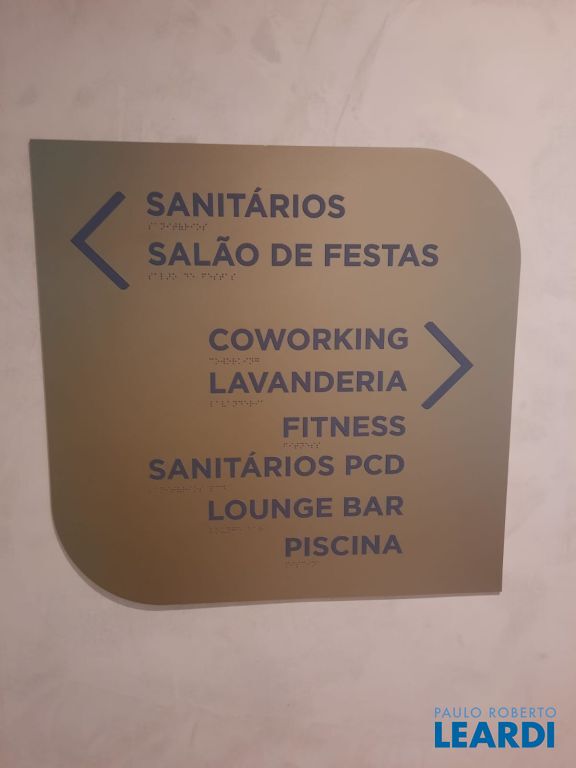 SANITÁRIOS
SALÃO DE FESTAS
COWORKING
LAVANDERIA
FITNESS
SANITÁRIOS PCD
LOUNGE BAR
PISCINA
PAULO ROBERTO
LEARDI